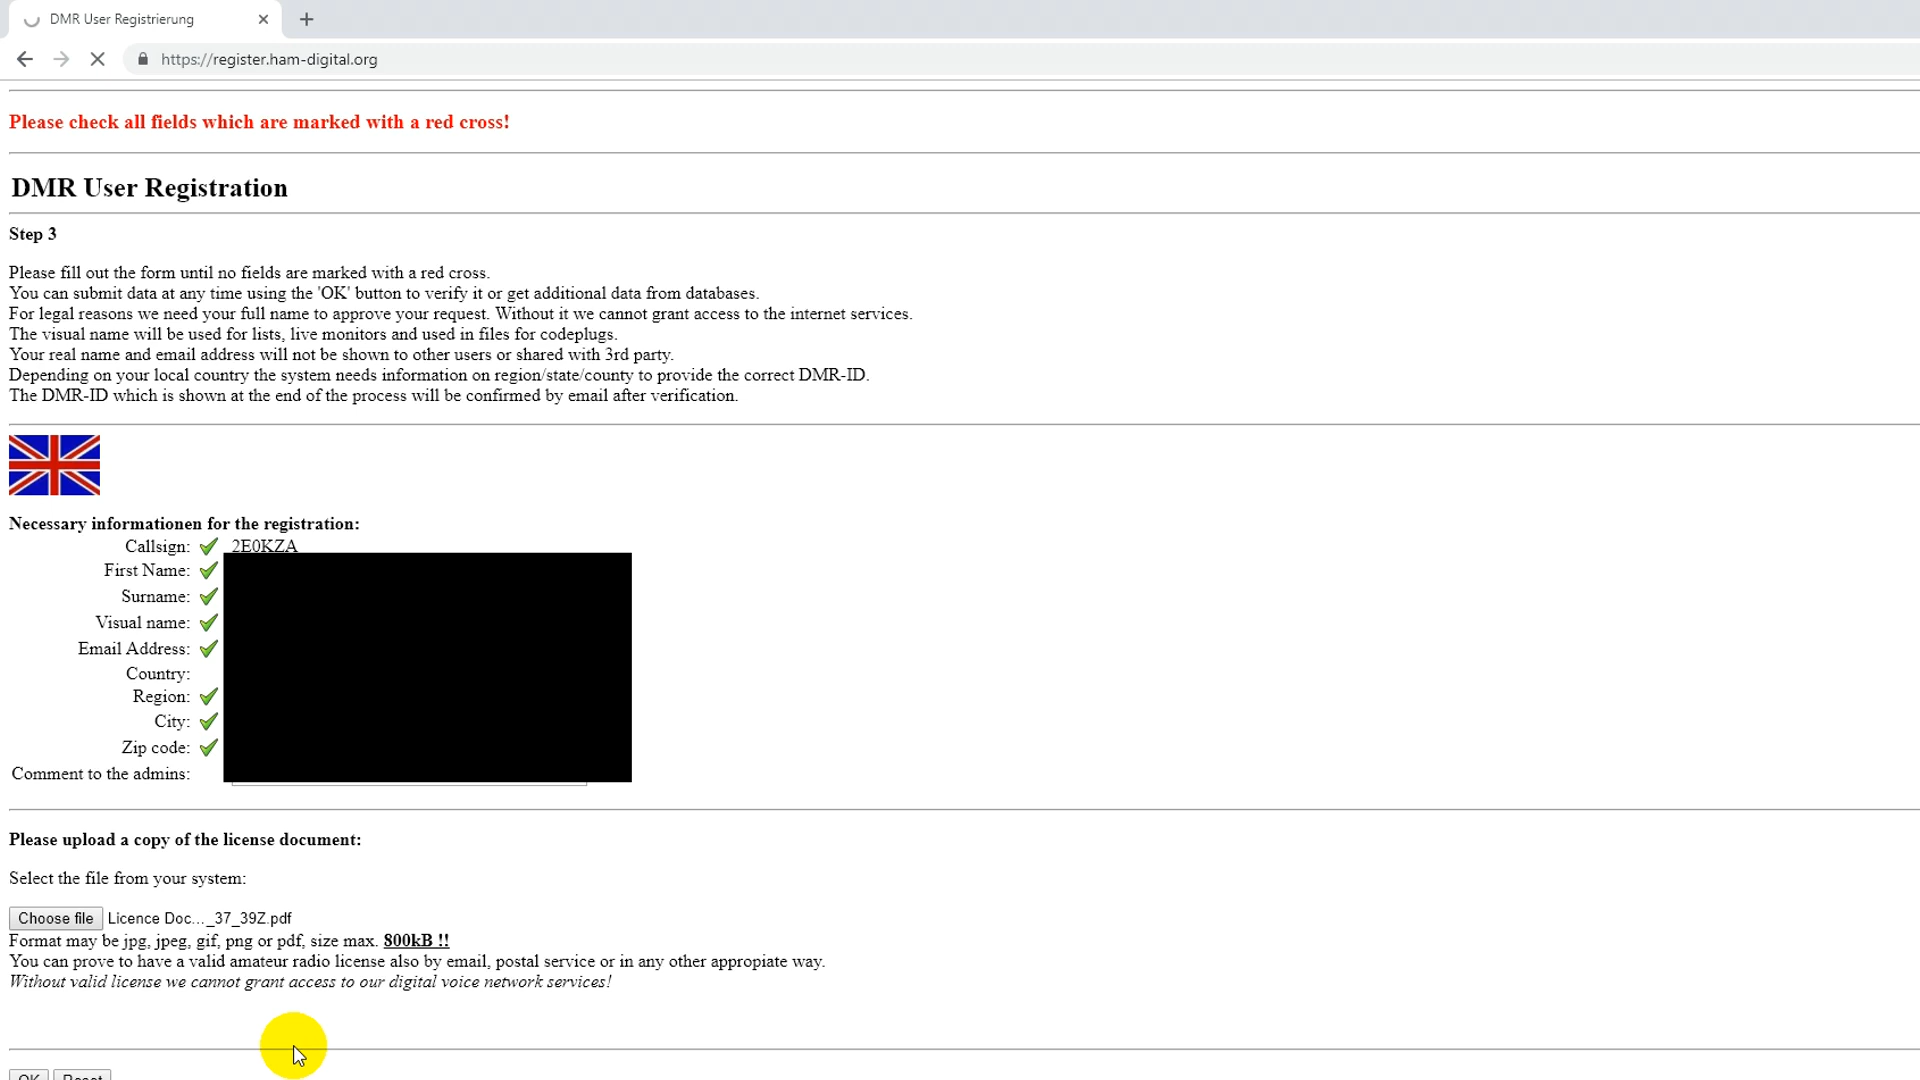 DMR User Registrierung
https://register.ham-digital.org
Please check all fields which are marked with a red cross!
DMR User Registration
Step 3
Please fill out the form until no fields are marked with a red cross.
You can submit data at any time using the 'OK' button to verify it or get additional data from databases.
For legal reasons we need your full name to approve your request. Without it we cannot grant access to the internet services.
The visual name will be used for lists, live monitors and used in files for codeplugs.
Your real name and email address will not be shown to other users or shared with 3rd party.
Depending on your local country the system needs information on region/state/county to provide the correct DMR-ID.
The DMR-ID which is shown at the end of the process will be confirmed by email after verification.
Necessary informationen for the registration:
Callsign: 2E0KZA
First Name:
Surname:
Visual name:
Email Address:
Country:
Region:
City:
Zip code:
Comment to the admins:
Please upload a copy of the license document:
Select the file from your system:
Choose file Licence Doc..._37_39Z.pdf
Format may be jpg, jpeg, gif, png or pdf, size max. 800kB !!
You can prove to have a valid amateur radio license also by email, postal service or in any other appropiate way.
Without valid license we cannot grant access to our digital voice network services!
OK Reset